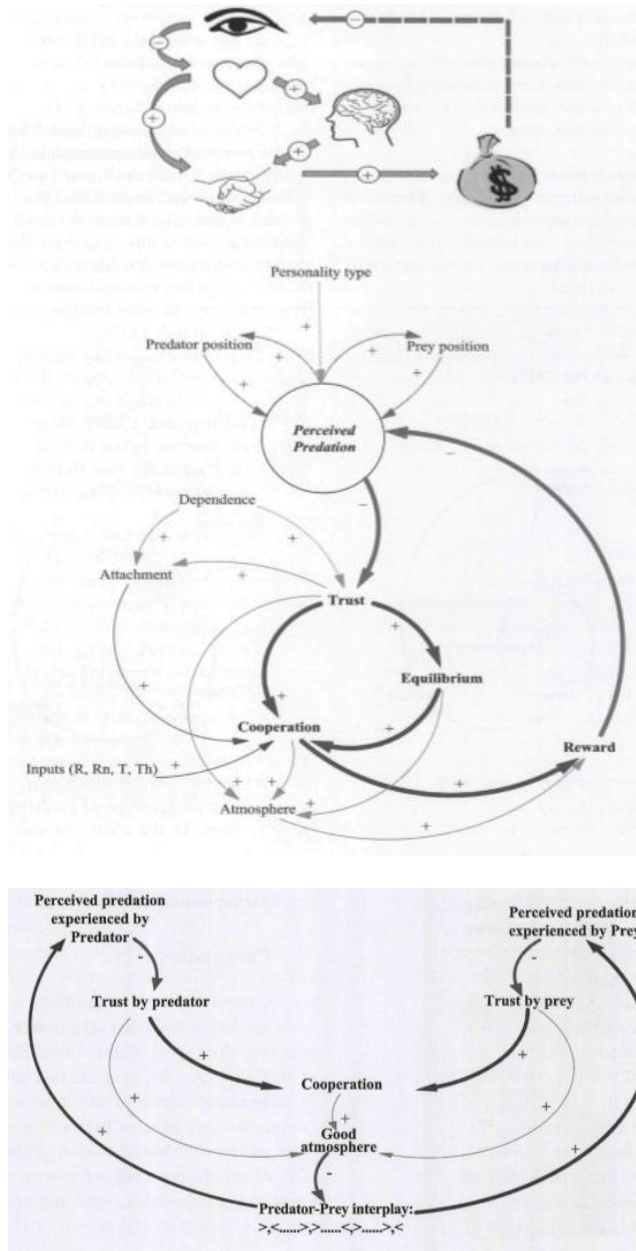 −
−
+
+
+
+
$
Personality type
+
Predator position
Prey position
+
+
+
Perceived
Predation
−
−
Dependence
+
+
Attachment
+
Trust
+
Equilibrium
+
+
+
Cooperation
Reward
Inputs (R, Rn, T, Th)
+
+
+
+
+
Atmosphere
+
Perceived predation
experienced by
Predator
Perceived predation
experienced by Prey
-
Trust by predator
Trust by prey
+
+
Cooperation
+
+
+
+
+
Good
atmosphere
-
Predator-Prey interplay:
>,<......>,>......<,<>......>,<